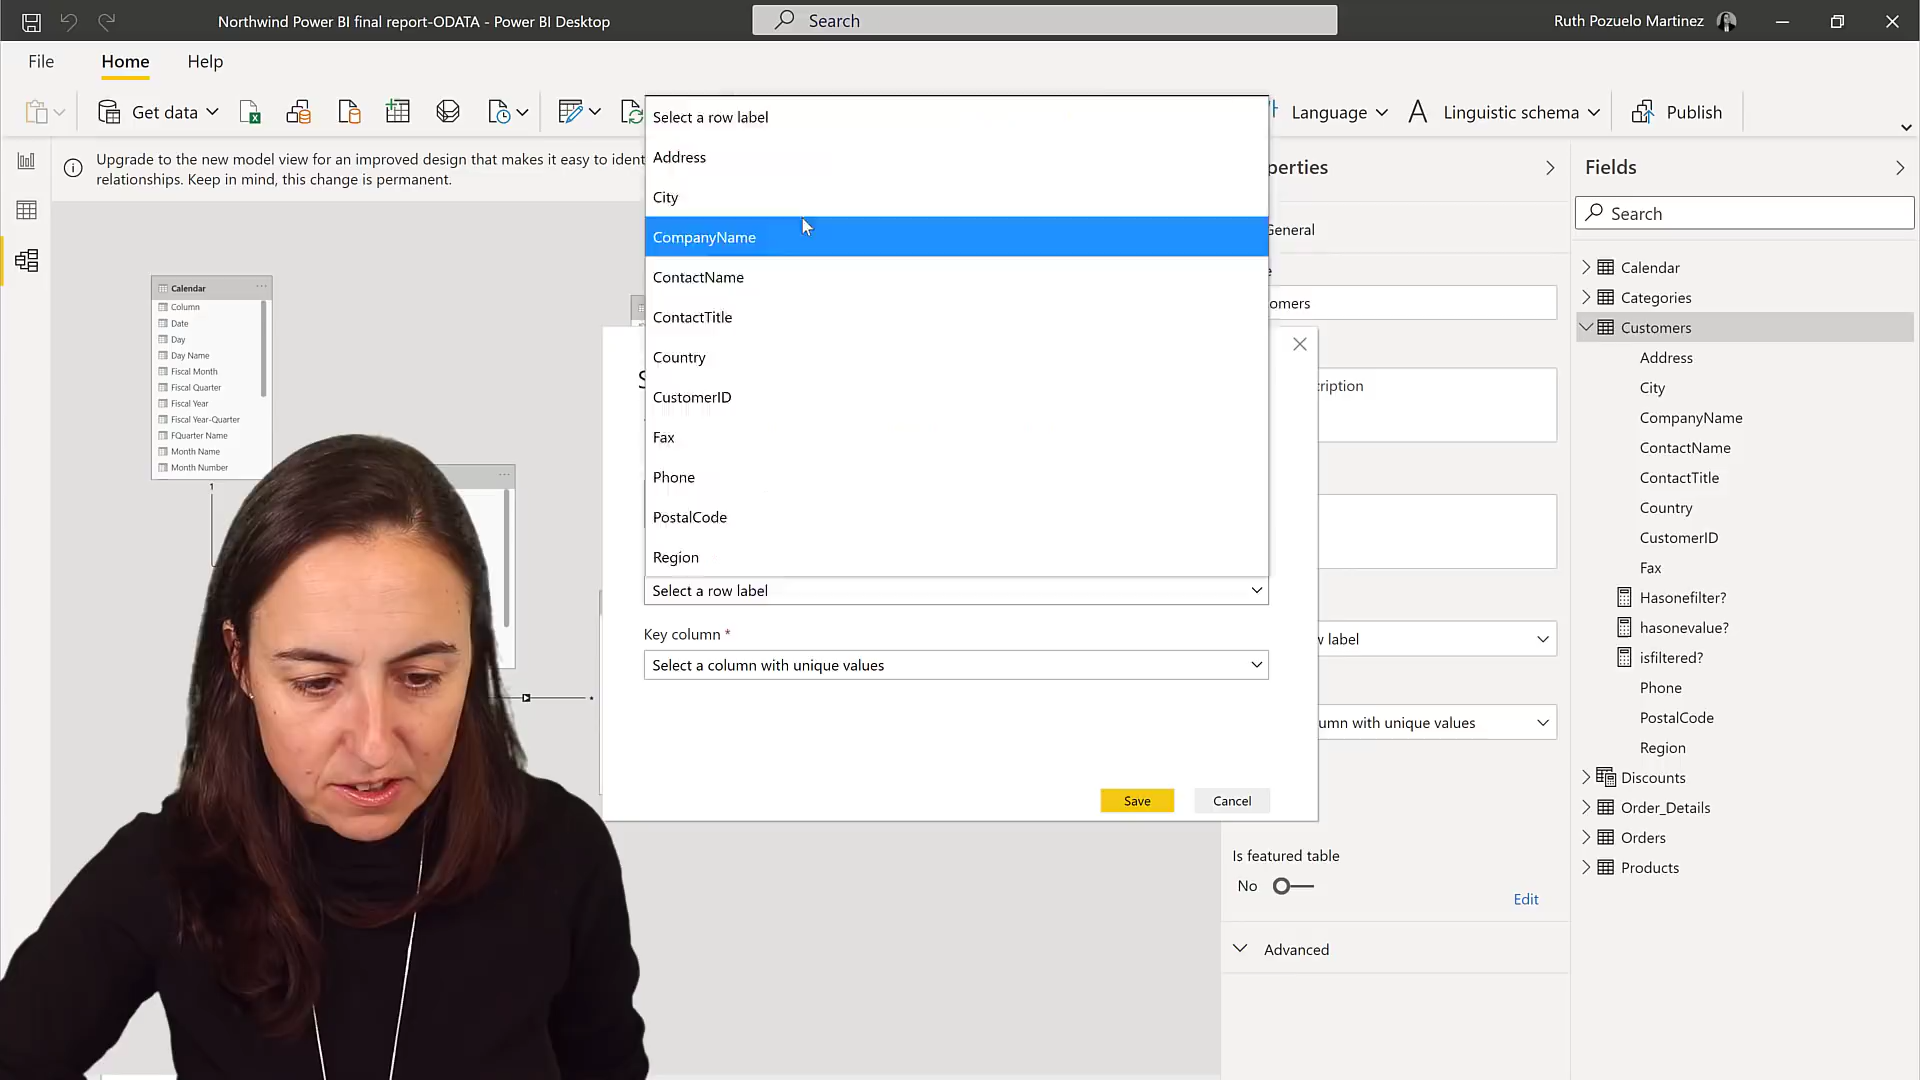 Northwind Power BI final report-ODATA - Power BI Desktop
Search
Ruth Pozuelo Martinez
File
Home
Help
Get data
Language
Linguistic schema
Publish
Upgrade to the new model view for an improved design that makes it easy to ident
relationships. Keep in mind, this change is permanent.
Calendar
Column
Date
Day
Day Name
Fiscal Month
Fiscal Quarter
Fiscal Year
Fiscal Year-Quarter
FQuarter Name
Month Name
Month Number
1
Select a row label
Address
City
CompanyName
ContactName
ContactTitle
Country
CustomerID
Fax
Phone
PostalCode
Region
Select a row label
Key column *
Select a column with unique values
Save
Cancel
perties
General
e
omers
ription
w label
umn with unique values
Is featured table
No
Edit
Advanced
Fields
Search
Calendar
Categories
Customers
Address
City
CompanyName
ContactName
ContactTitle
Country
CustomerID
Fax
Hasonefilter?
hasonevalue?
isfiltered?
Phone
PostalCode
Region
Discounts
Order_Details
Orders
Products